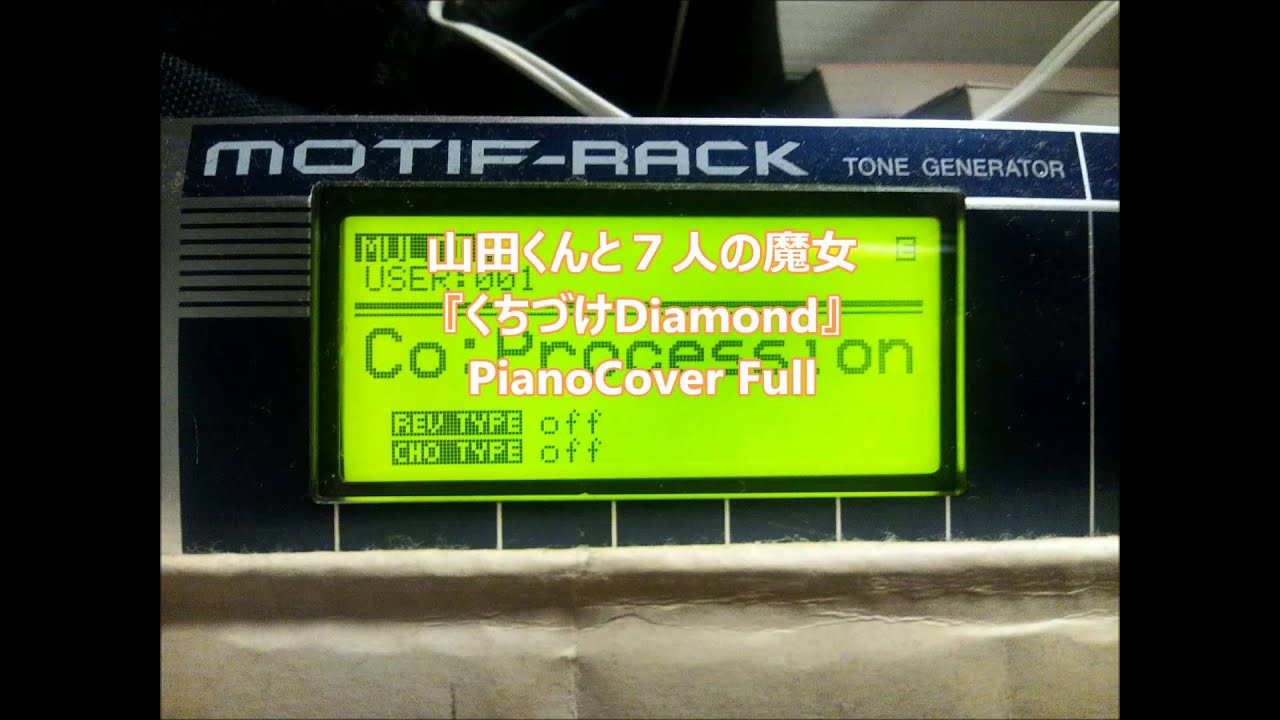 MOTIF-RACK TONE GENERATOR
山田くんと７人の魔女
USER:001
『くちづけDiamond』
Co:Procession
PianoCover Full
REV TYPE off
CHO TYPE off